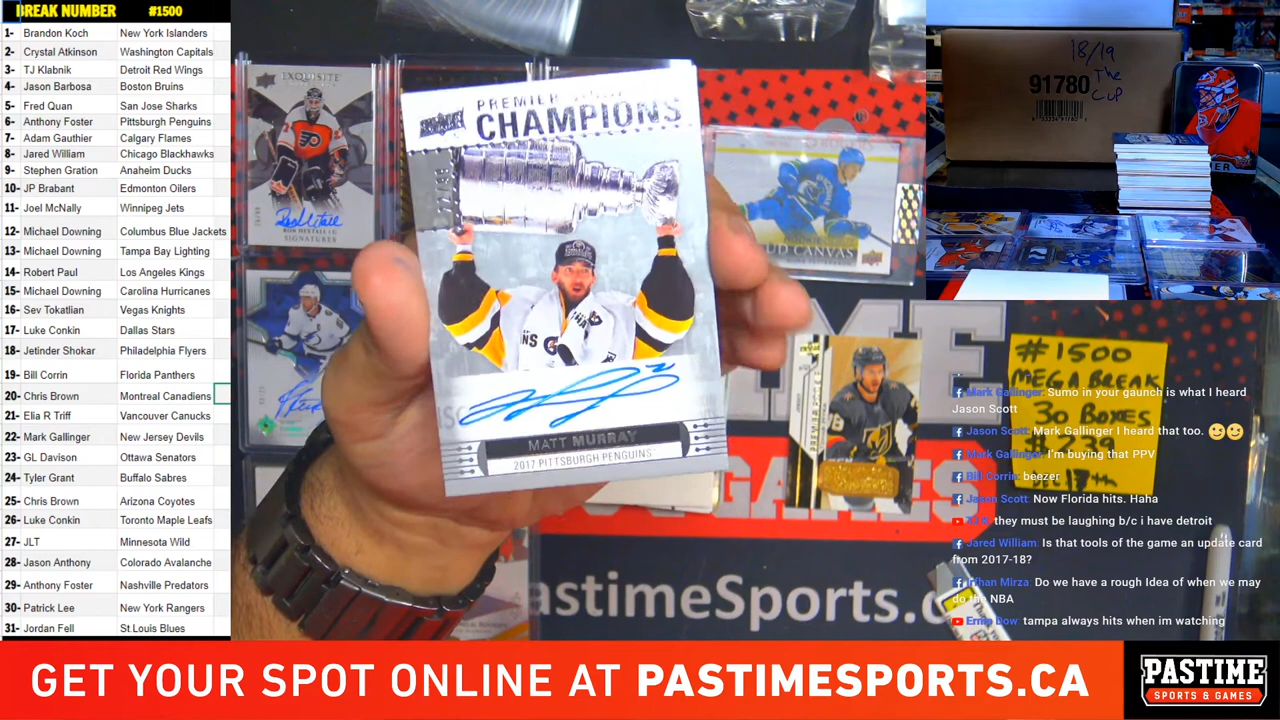 BREAK NUMBER #1500
1- Brandon Koch New York Islanders
2- Crystal Atkinson Washington Capitals
3- TJ Klabnik Detroit Red Wings
4- Jason Barbosa Boston Bruins
5- Fred Quan San Jose Sharks
6- Anthony Foster Pittsburgh Penguins
7- Adam Gauthier Calgary Flames
8- Jared William Chicago Blackhawks
9- Stephen Gration Anaheim Ducks
10- JP Brabant Edmonton Oilers
11- Joel McNally Winnipeg Jets
12- Michael Downing Columbus Blue Jackets
13- Michael Downing Tampa Bay Lighting
14- Robert Paul Los Angeles Kings
15- Michael Downing Carolina Hurricanes
16- Sev Tokatlian Vegas Knights
17- Luke Conkin Dallas Stars
18- Jetinder Shokar Philadelphia Flyers
19- Bill Corrin Florida Panthers
20- Chris Brown Montreal Canadiens
21- Elia R Triff Vancouver Canucks
22- Mark Gallinger New Jersey Devils
23- GL Davison Ottawa Senators
24- Tyler Grant Buffalo Sabres
25- Chris Brown Arizona Coyotes
26- Luke Conkin Toronto Maple Leafs
27- JLT Minnesota Wild
28- Jason Anthony Colorado Avalanche
29- Anthony Foster Nashville Predators
30- Patrick Lee New York Rangers
31- Jordan Fell St Louis Blues
EXQUISITE
RON HEXTALL
SIGNATURES
PREMIER
CHAMPIONS
MATT MURRAY
2017 PITTSBURGH PENGUINS
UD CANVAS
18/19
The
CUP
91780
GAMES
astimeSports.c
#1500
MEGA BREAK
30 BOXES
Mark Gallinger: Sumo in your gaunch is what I heard
Jason Scott
Jason Scott: Mark Gallinger I heard that too.
Mark Gallinger: I'm buying that PPV
Bill Corrin: beezer
Jason Scott: Now Florida hits. Haha
they must be laughing b/c i have detroit
Jared William: Is that tools of the game an update card
from 2017-18?
Irfhan Mirza: Do we have a rough Idea of when we may
do the NBA
Ernie Dow: tampa always hits when im watching
GET YOUR SPOT ONLINE AT PASTIMESPORTS.CA
PASTIME
SPORTS & GAMES